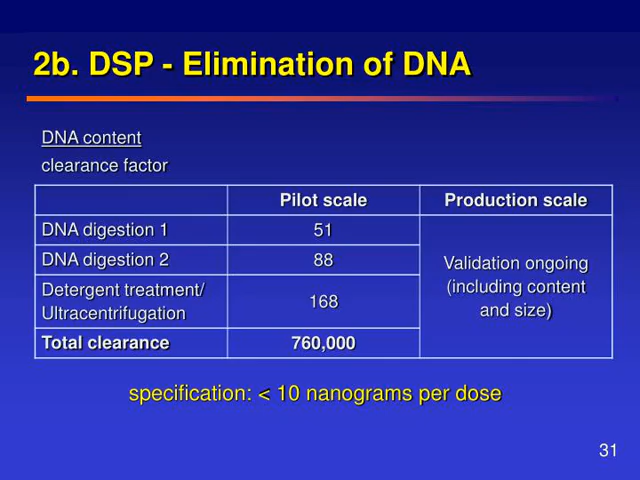 2b. DSP - Elimination of DNA
DNA content
clearance factor
Pilot scale
Production scale
DNA digestion 1
51
DNA digestion 2
88
Detergent treatment/
Ultracentrifugation
168
Validation ongoing
(including content
and size)
Total clearance
760,000
specification: < 10 nanograms per dose
31